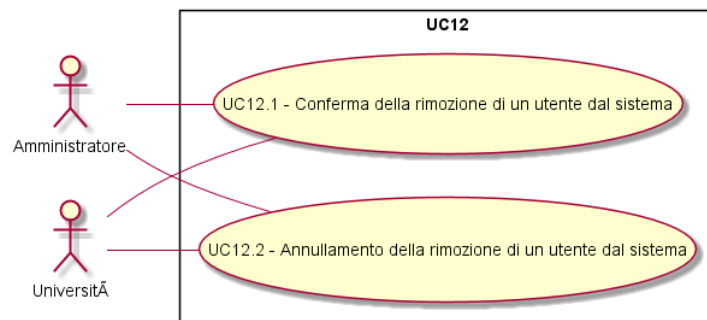 UC12
UC12.1 - Conferma della rimozione di un utente dal sistema
Amministratore
UC12.2 - Annullamento della rimozione di un utente dal sistema
UniversitÃ